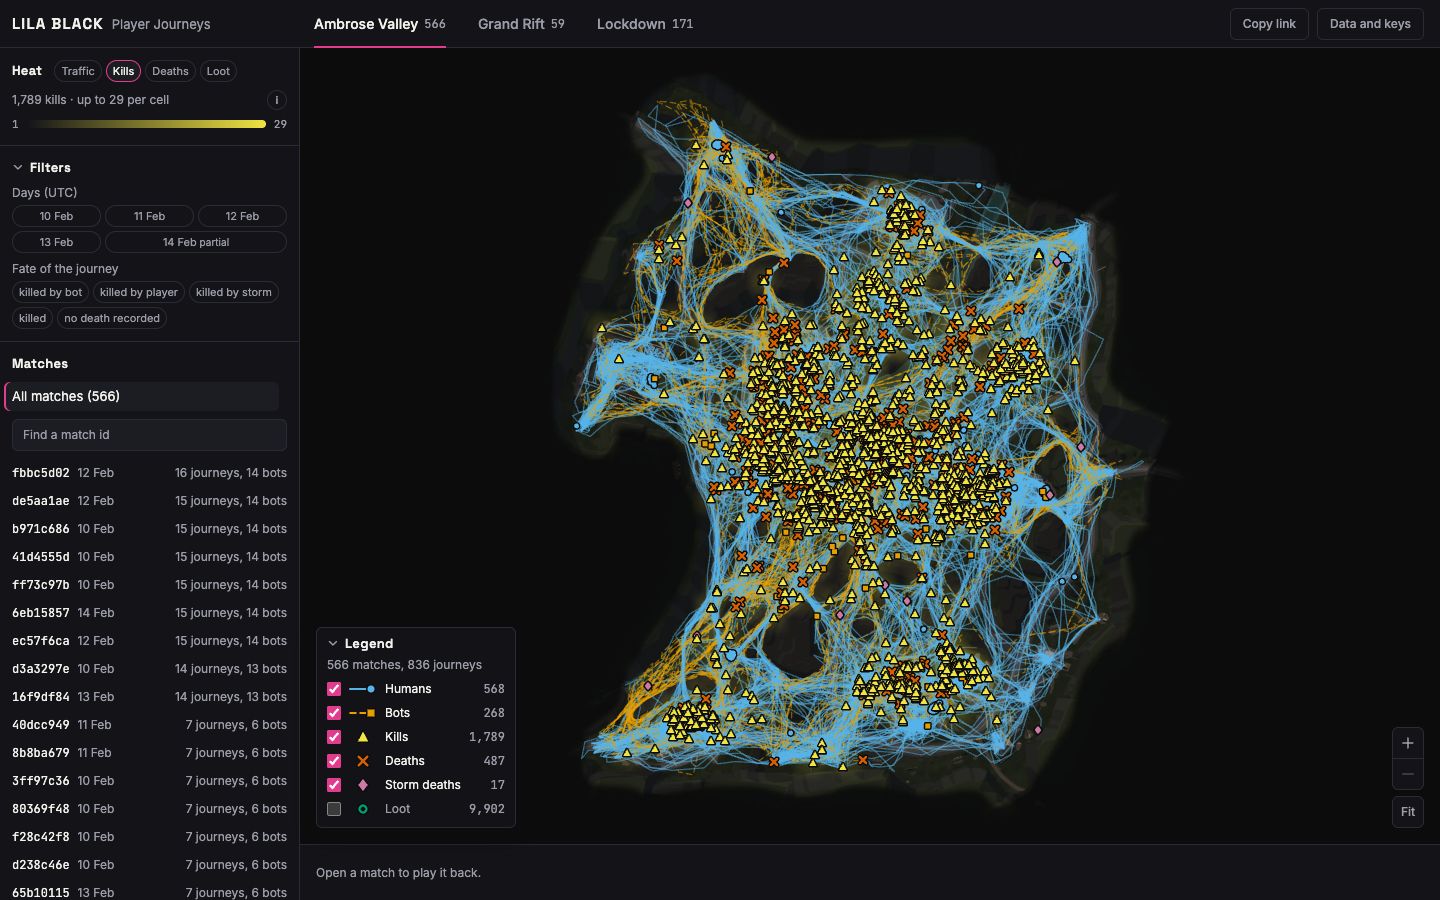 LILA BLACK Player Journeys
Ambrose Valley 566 Grand Rift 59 Lockdown 171
Copy link Data and keys
Heat Traffic Kills Deaths Loot
1,789 kills · up to 29 per cell i
1 29
Filters
Days (UTC)
10 Feb 11 Feb 12 Feb
13 Feb 14 Feb partial
Fate of the journey
killed by bot killed by player killed by storm
killed no death recorded
Matches
All matches (566)
Find a match id
fbbc5d02 12 Feb 16 journeys, 14 bots
de5aa1ae 12 Feb 15 journeys, 14 bots
b971c686 10 Feb 15 journeys, 14 bots
41d4555d 10 Feb 15 journeys, 14 bots
ff73c97b 10 Feb 15 journeys, 14 bots
6eb15857 14 Feb 15 journeys, 14 bots
ec57f6ca 12 Feb 15 journeys, 14 bots
d3a3297e 10 Feb 14 journeys, 13 bots
16f9df84 13 Feb 14 journeys, 13 bots
40dcc949 11 Feb 7 journeys, 6 bots
8b8ba679 11 Feb 7 journeys, 6 bots
3ff97c36 10 Feb 7 journeys, 6 bots
80369f48 10 Feb 7 journeys, 6 bots
f28c42f8 10 Feb 7 journeys, 6 bots
d238c46e 10 Feb 7 journeys, 6 bots
65b10115 13 Feb 7 journeys, 6 bots
Legend
566 matches, 836 journeys
Humans 568
Bots 268
Kills 1,789
Deaths 487
Storm deaths 17
Loot 9,902
+
−
Fit
Open a match to play it back.